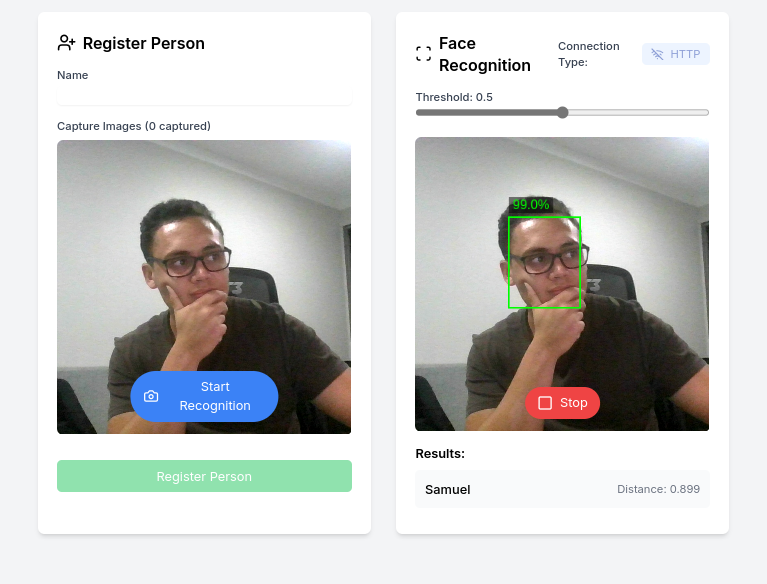 Register Person
Name
Capture Images (0 captured)
Start
Recognition
Register Person
Face
Recognition
Connection
Type:
HTTP
Threshold: 0.5
99.0%
Stop
Results:
Samuel
Distance: 0.899